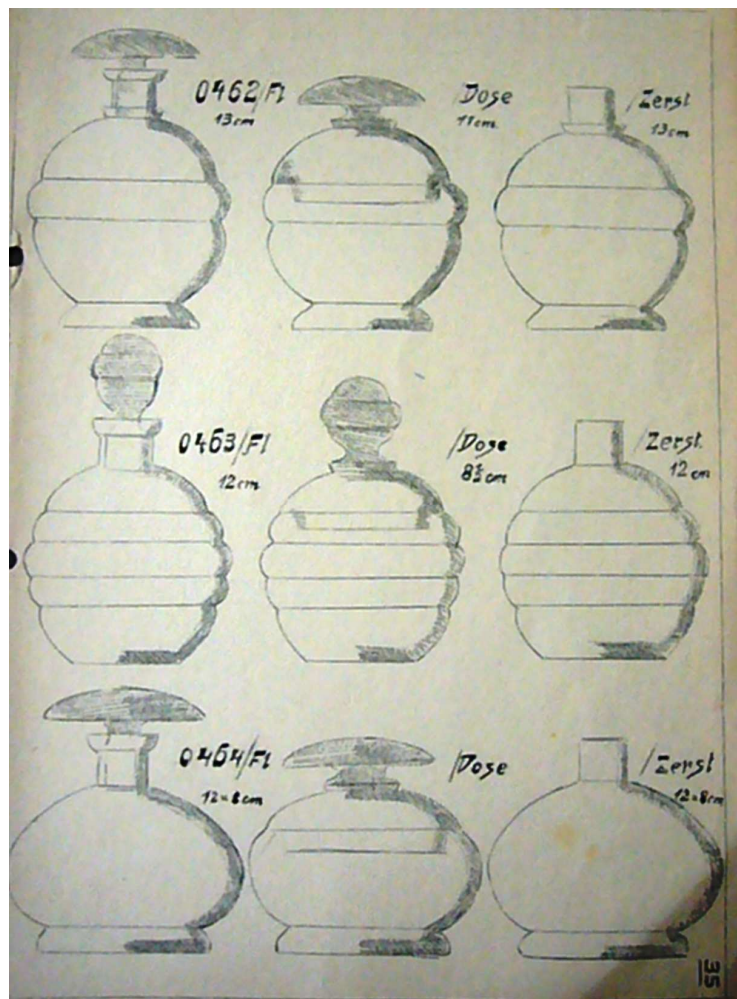 0462/Fl
13cm
/Dose
11cm
/Zerst
13cm
0463/Fl
12cm
/Dose
8½cm
/Zerst.
12cm
0464/Fl
12=8cm
/Dose
/Zerst
12=8cm
35